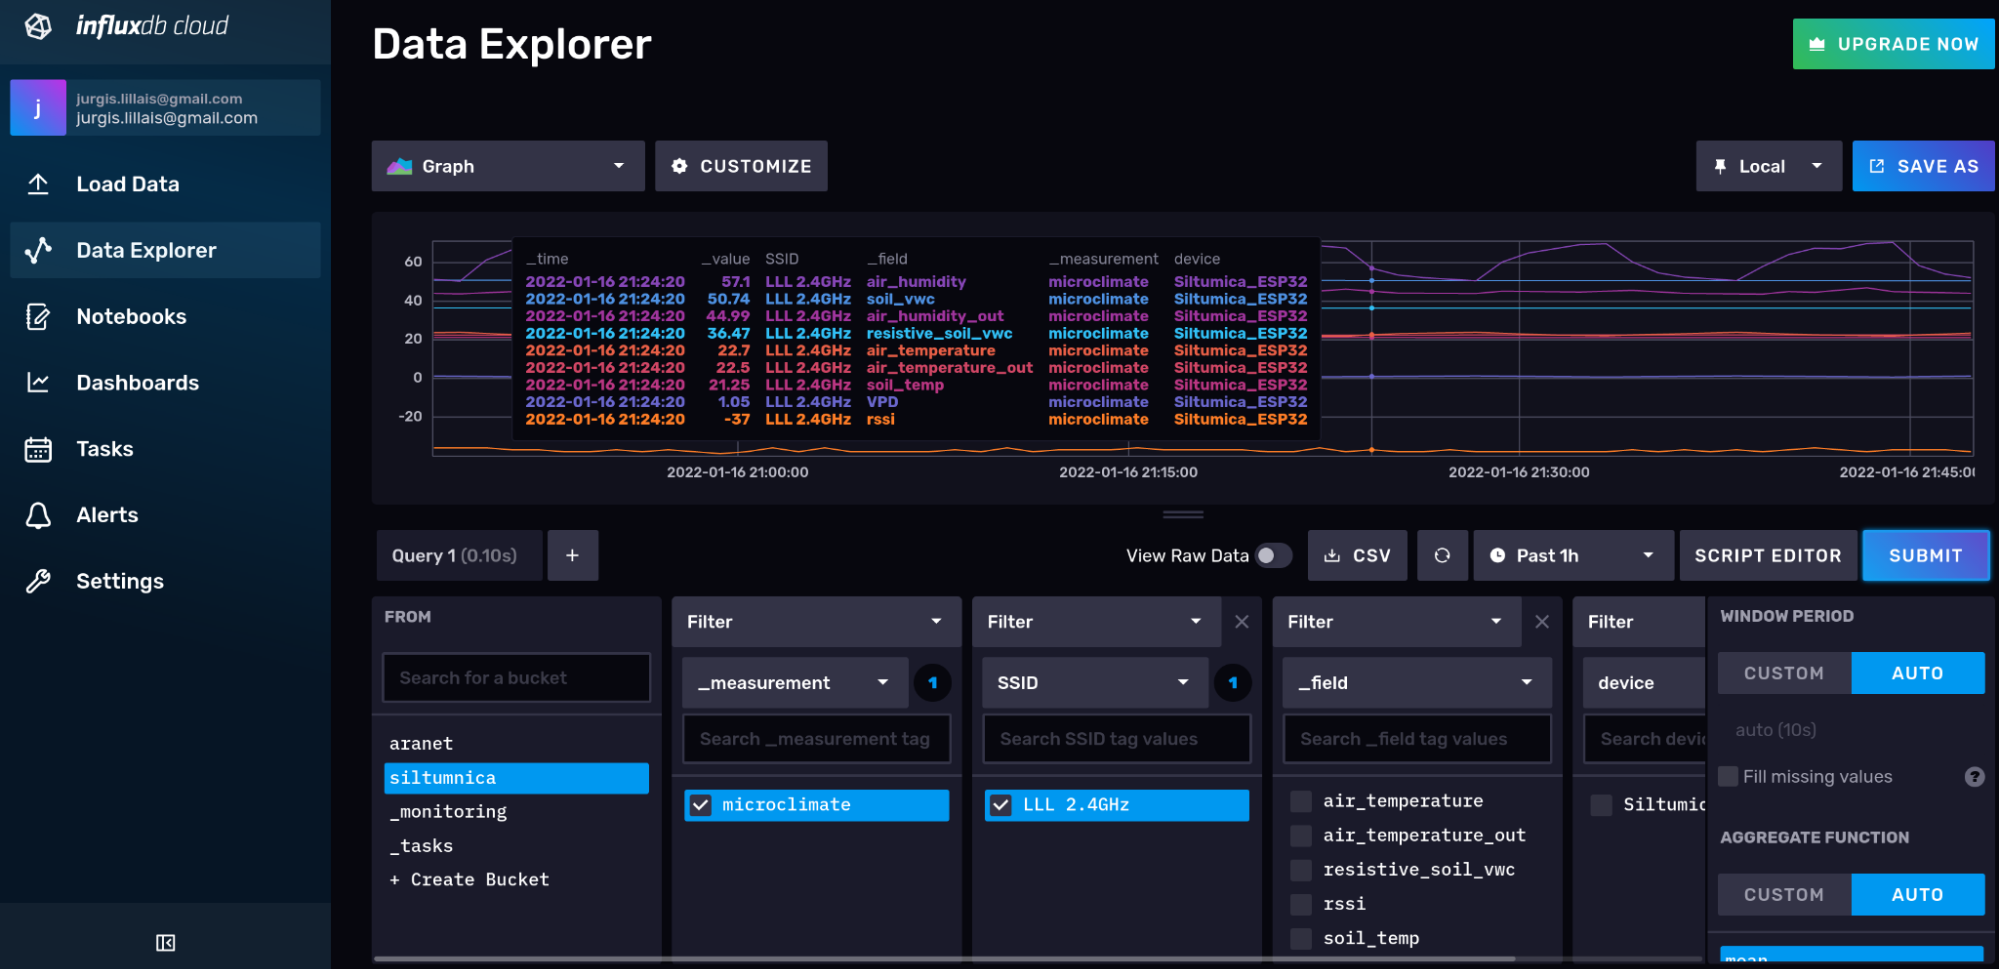 influxdb cloud
j
jurgis.lillais@gmail.com
jurgis.lillais@gmail.com
Load Data
Data Explorer
Notebooks
Dashboards
Tasks
Alerts
Settings
Data Explorer
UPGRADE NOW
Graph
CUSTOMIZE
Local
SAVE AS
60
40
20
0
-20
_time _value SSID _field _measurement device
2022-01-16 21:24:20 57.1 LLL 2.4GHz air_humidity microclimate Siltumica_ESP32
2022-01-16 21:24:20 50.74 LLL 2.4GHz soil_vwc microclimate Siltumica_ESP32
2022-01-16 21:24:20 44.99 LLL 2.4GHz air_humidity_out microclimate Siltumica_ESP32
2022-01-16 21:24:20 36.47 LLL 2.4GHz resistive_soil_vwc microclimate Siltumica_ESP32
2022-01-16 21:24:20 22.7 LLL 2.4GHz air_temperature microclimate Siltumica_ESP32
2022-01-16 21:24:20 22.5 LLL 2.4GHz air_temperature_out microclimate Siltumica_ESP32
2022-01-16 21:24:20 21.25 LLL 2.4GHz soil_temp microclimate Siltumica_ESP32
2022-01-16 21:24:20 1.05 LLL 2.4GHz VPD microclimate Siltumica_ESP32
2022-01-16 21:24:20 -37 LLL 2.4GHz rssi microclimate Siltumica_ESP32
2022-01-16 21:00:00 2022-01-16 21:15:00 2022-01-16 21:30:00 2022-01-16 21:45:00
Query 1 (0.10s)
+
View Raw Data
CSV
Past 1h
SCRIPT EDITOR
SUBMIT
FROM
Search for a bucket
aranet
siltumnica
_monitoring
_tasks
+ Create Bucket
Filter
_measurement
1
Search _measurement tag
microclimate
Filter
SSID
1
Search SSID tag values
LLL 2.4GHz
Filter
_field
Search _field tag values
air_temperature
air_temperature_out
resistive_soil_vwc
rssi
soil_temp
Filter
device
Search devi
Siltumic
WINDOW PERIOD
CUSTOM
AUTO
auto (10s)
Fill missing values
?
AGGREGATE FUNCTION
CUSTOM
AUTO
mean